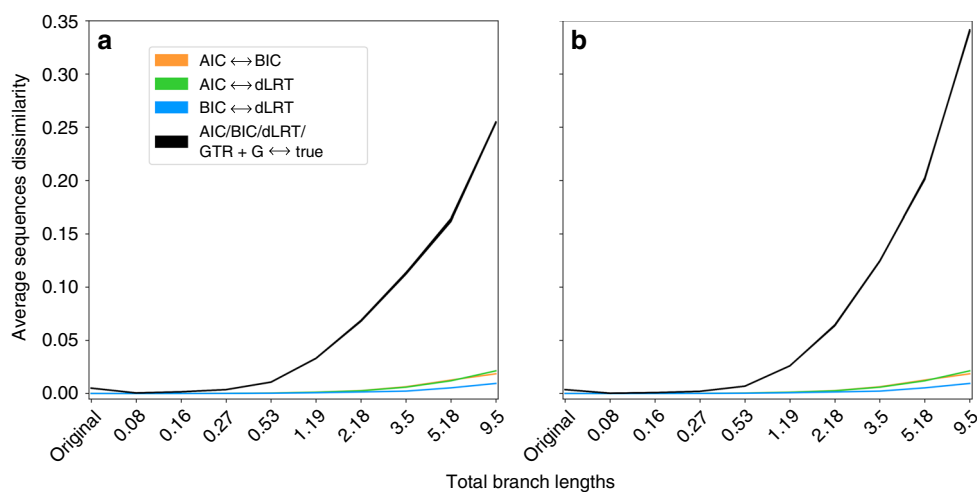 a
b
AIC ↔ BIC
AIC ↔ dLRT
BIC ↔ dLRT
AIC/BIC/dLRT/
GTR + G ↔ true
Average sequences dissimilarity
0.35
0.30
0.25
0.20
0.15
0.10
0.05
0.00
Original
0.08
0.16
0.27
0.53
1.19
2.18
3.5
5.18
9.5
Original
0.08
0.16
0.27
0.53
1.19
2.18
3.5
5.18
9.5
Total branch lengths